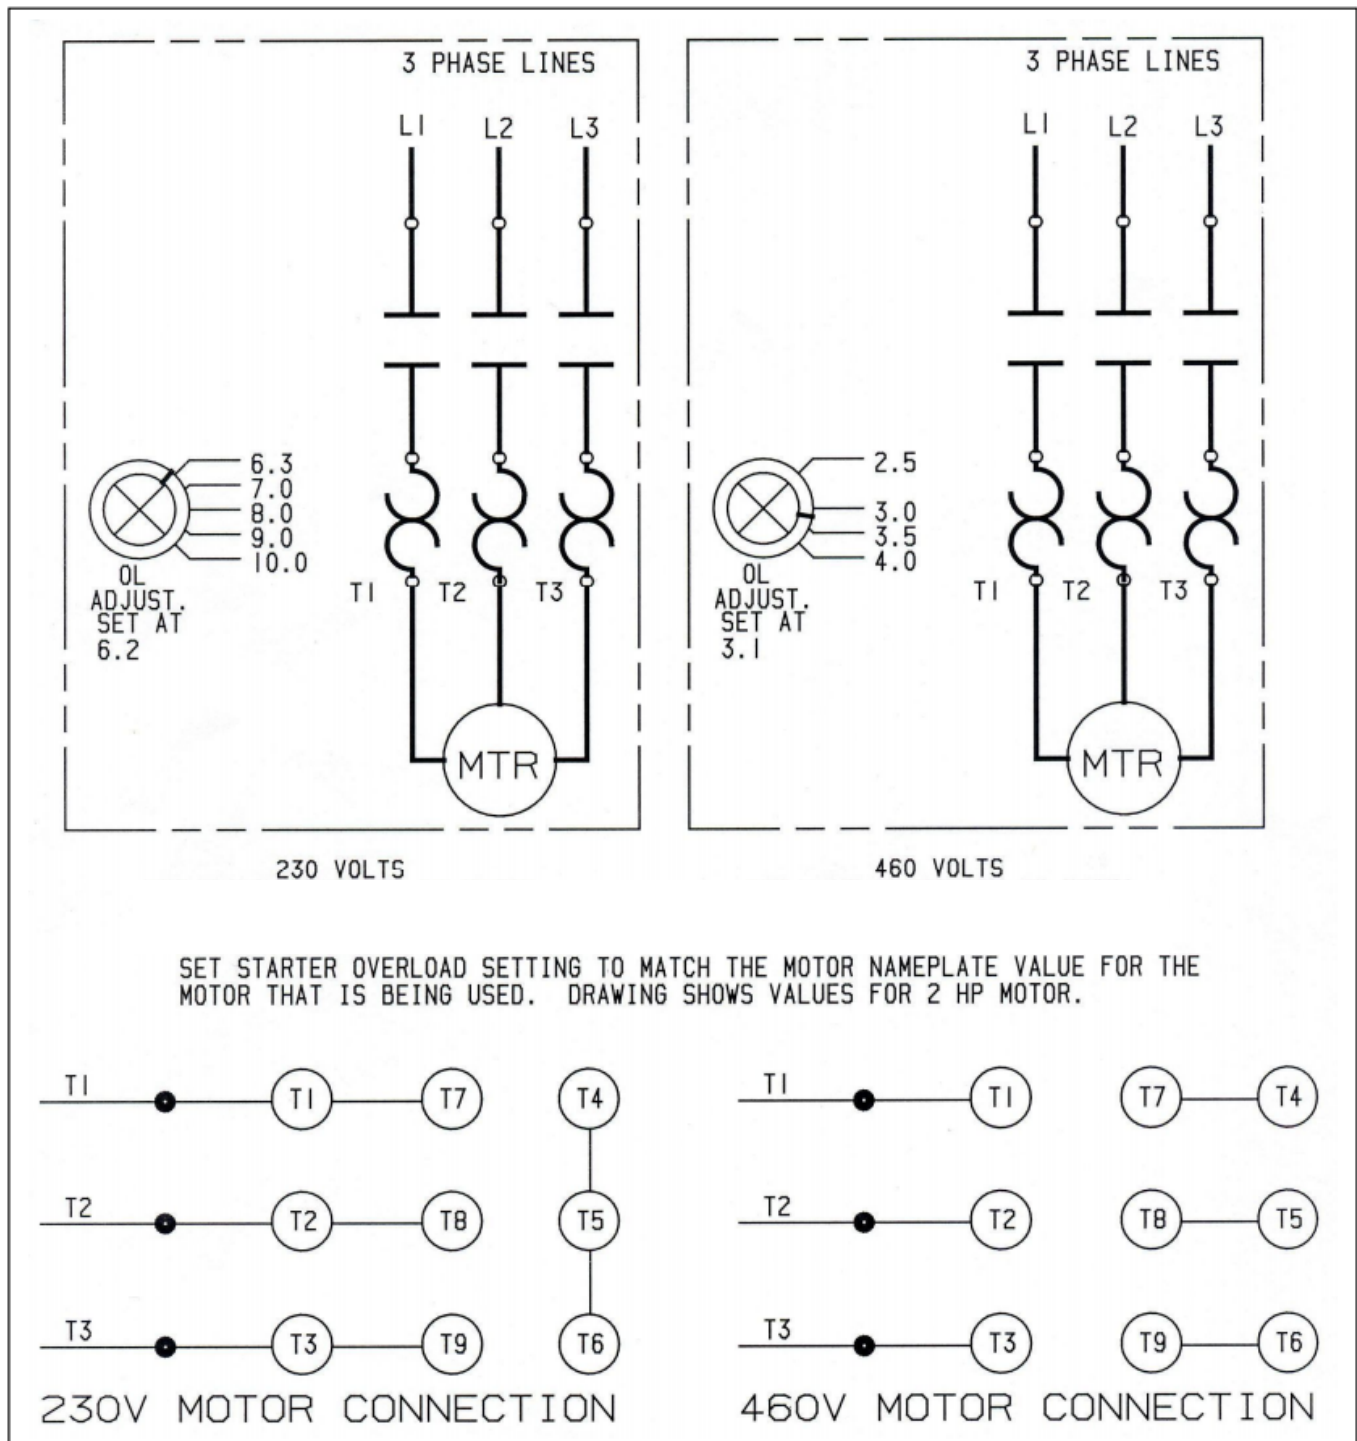 3 PHASE LINES
L1 L2 L3
6.3
7.0
8.0
9.0
10.0
OL
ADJUST.
SET AT
6.2
T1 T2 T3
MTR
230 VOLTS
3 PHASE LINES
L1 L2 L3
2.5
3.0
3.5
4.0
OL
ADJUST.
SET AT
3.1
T1 T2 T3
MTR
460 VOLTS
SET STARTER OVERLOAD SETTING TO MATCH THE MOTOR NAMEPLATE VALUE FOR THE
MOTOR THAT IS BEING USED. DRAWING SHOWS VALUES FOR 2 HP MOTOR.
T1 T1 T7 T4
T2 T2 T8 T5
T3 T3 T9 T6
230V MOTOR CONNECTION
T1 T1 T7 T4
T2 T2 T8 T5
T3 T3 T9 T6
460V MOTOR CONNECTION